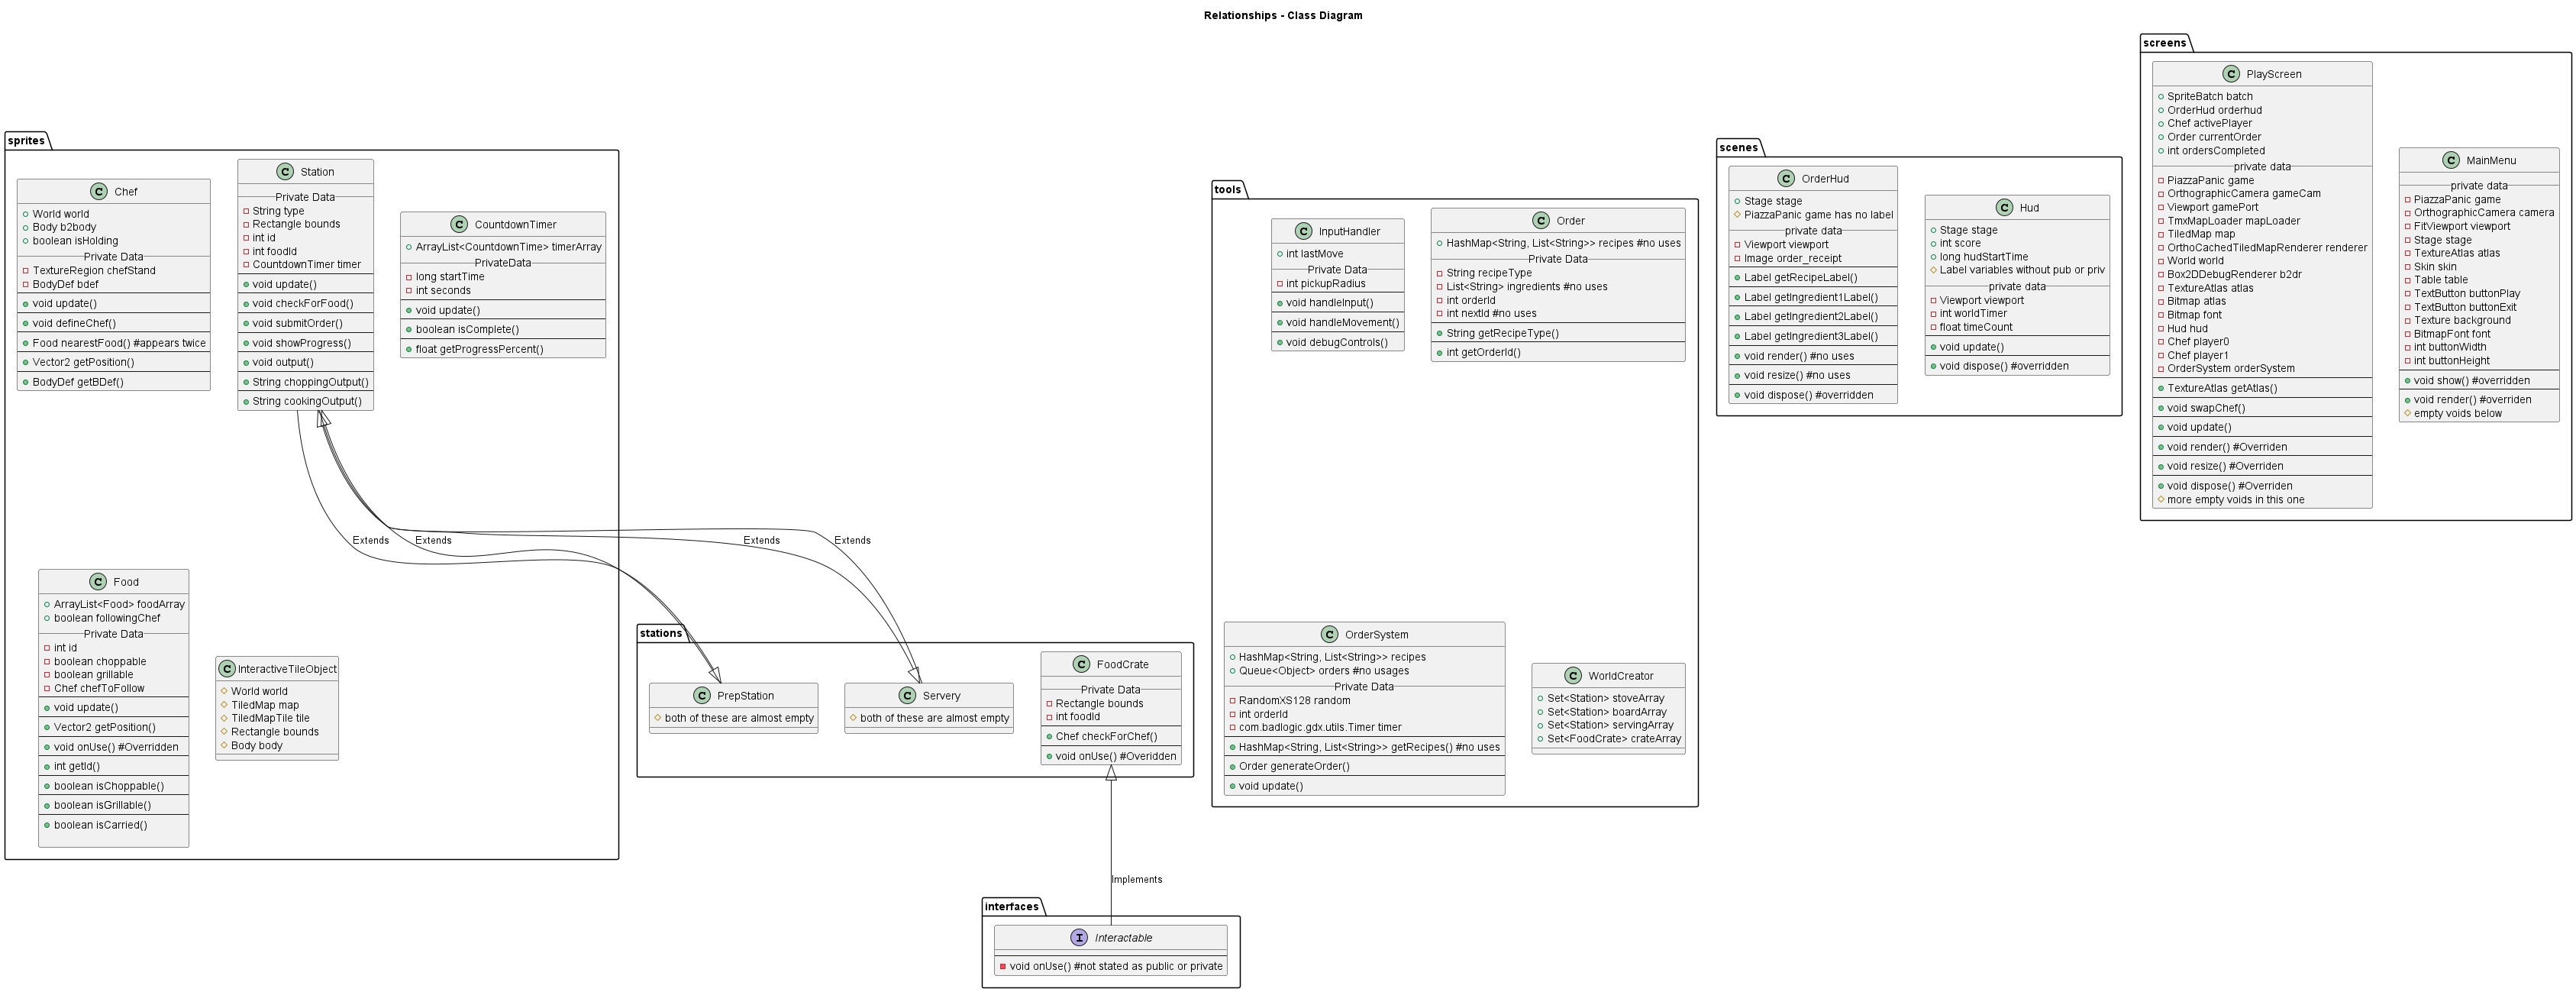 Relationships - Class Diagram
sprites
Chef
World world
Body b2body
boolean isHolding
Private Data
TextureRegion chefStand
BodyDef bdef
void update()
void defineChef()
Food nearestFood() #appears twice
Vector2 getPosition()
BodyDef getBDef()
Station
Private Data
String type
Rectangle bounds
int id
int foodId
CountdownTimer timer
void update()
void checkForFood()
void submitOrder()
void showProgress()
void output()
String choppingOutput()
String cookingOutput()
CountdownTimer
ArrayList<CountdownTime> timerArray
PrivateData
long startTime
int seconds
void update()
boolean isComplete()
float getProgressPercent()
Food
ArrayList<Food> foodArray
boolean followingChef
Private Data
int id
boolean choppable
boolean grillable
Chef chefToFollow
void update()
Vector2 getPosition()
void onUse() #Overridden
int getId()
boolean isChoppable()
boolean isGrillable()
boolean isCarried()
InteractiveTileObject
World world
TiledMap map
TiledMapTile tile
Rectangle bounds
Body body
Extends
Extends
Extends
Extends
stations
PrepStation
both of these are almost empty
Servery
both of these are almost empty
FoodCrate
Private Data
Rectangle bounds
int foodId
Chef checkForChef()
void onUse() #Overidden
Implements
interfaces
Interactable
void onUse() #not stated as public or private
tools
InputHandler
int lastMove
Private Data
int pickupRadius
void handleInput()
void handleMovement()
void debugControls()
Order
HashMap<String, List<String>> recipes #no uses
Private Data
String recipeType
List<String> ingredients #no uses
int orderId
int nextId #no uses
String getRecipeType()
int getOrderId()
OrderSystem
HashMap<String, List<String>> recipes
Queue<Object> orders #no usages
Private Data
RandomXS128 random
int orderId
com.badlogic.gdx.utils.Timer timer
HashMap<String, List<String>> getRecipes() #no uses
Order generateOrder()
void update()
WorldCreator
Set<Station> stoveArray
Set<Station> boardArray
Set<Station> servingArray
Set<FoodCrate> crateArray
scenes
OrderHud
Stage stage
PiazzaPanic game has no label
private data
Viewport viewport
Image order_receipt
Label getRecipeLabel()
Label getIngredient1Label()
Label getIngredient2Label()
Label getIngredient3Label()
void render() #no uses
void resize() #no uses
void dispose() #overridden
Hud
Stage stage
int score
long hudStartTime
Label variables without pub or priv
private data
Viewport viewport
int worldTimer
float timeCount
void update()
void dispose() #overridden
screens
PlayScreen
SpriteBatch batch
OrderHud orderhud
Chef activePlayer
Order currentOrder
int ordersCompleted
private data
PiazzaPanic game
OrthographicCamera gameCam
Viewport gamePort
TmxMapLoader mapLoader
TiledMap map
OrthoCachedTiledMapRenderer renderer
World world
Box2DDebugRenderer b2dr
TextureAtlas atlas
Bitmap atlas
Bitmap font
Hud hud
Chef player0
Chef player1
OrderSystem orderSystem
TextureAtlas getAtlas()
void swapChef()
void update()
void render() #Overriden
void resize() #Overriden
void dispose() #Overriden
more empty voids in this one
MainMenu
private data
PiazzaPanic game
OrthographicCamera camera
FitViewport viewport
Stage stage
TextureAtlas atlas
Skin skin
Table table
TextButton buttonPlay
TextButton buttonExit
Texture background
BitmapFont font
int buttonWidth
int buttonHeight
void show() #overridden
void render() #overriden
empty voids below